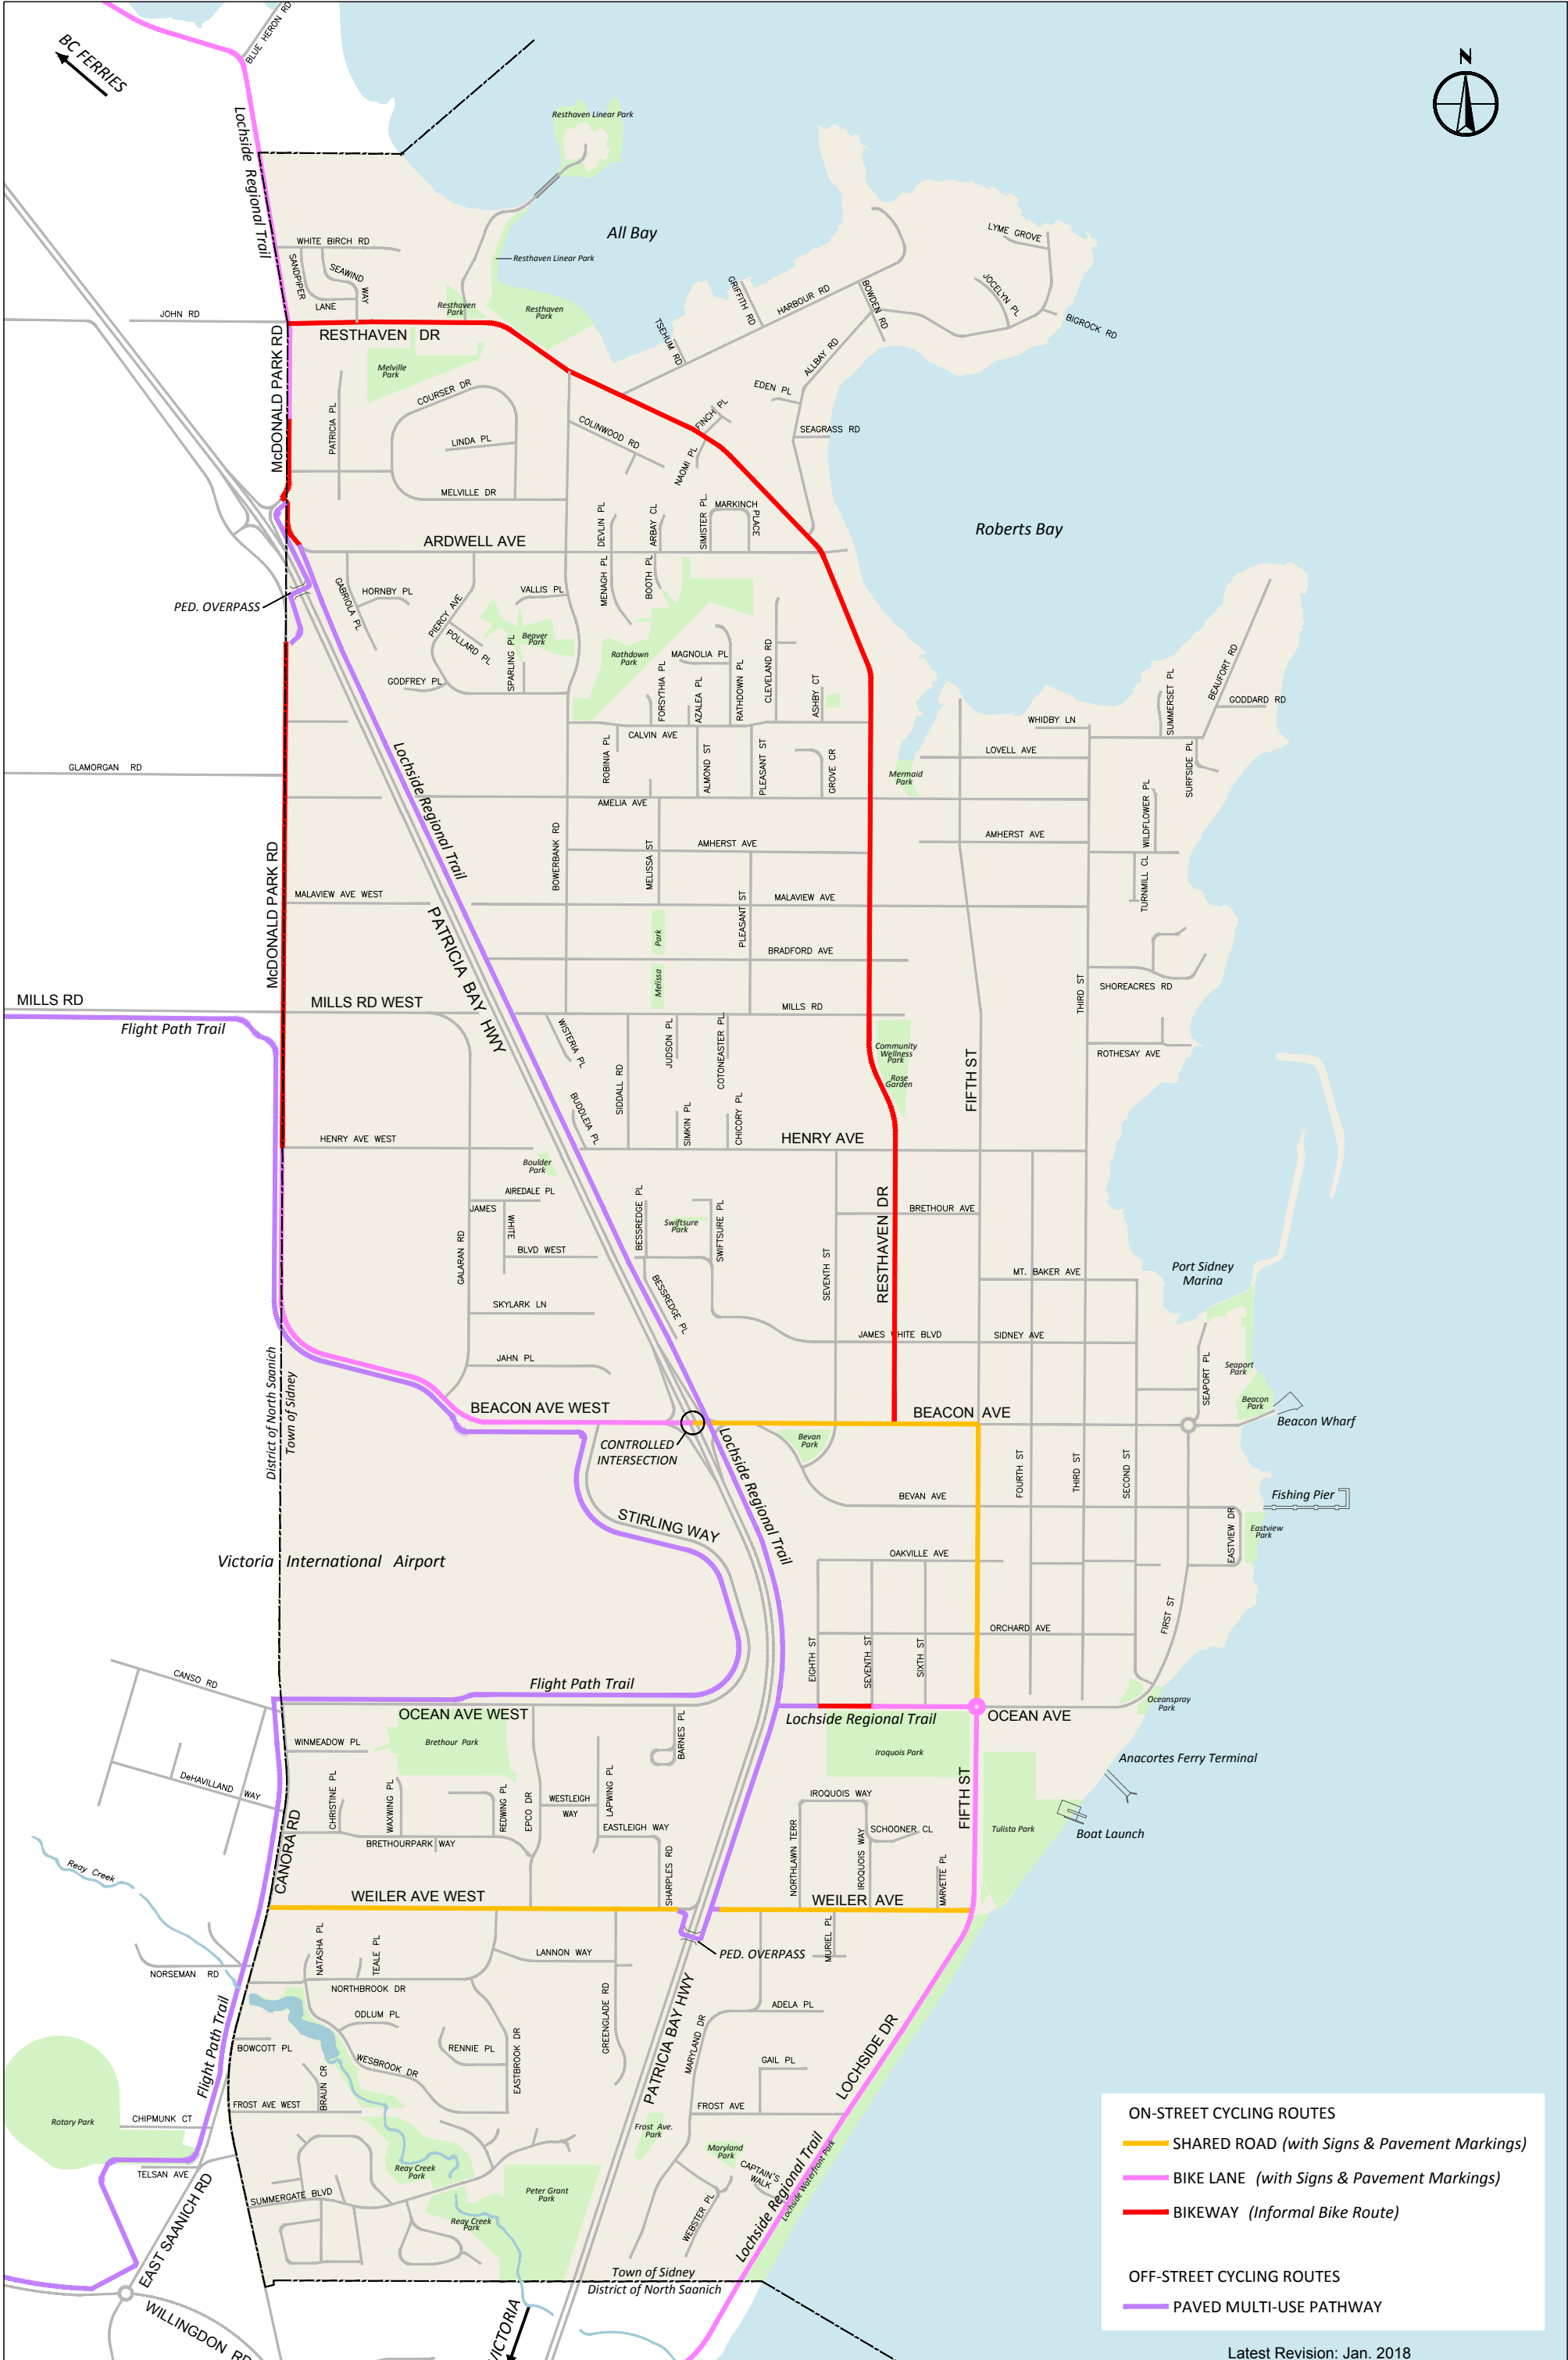 BLUE HERON RD
BC FERRIES
N
Lochside Regional Trail
Resthaven Linear Park
All Bay
LYME GROVE
WHITE BIRCH RD
SANDPIPER
SEAWIND
WAY
LANE
Resthaven Linear Park
JOCELYN PL
GRIFFITH RD
HARBOUR RD
BOWDEN RD
BIGROCK RD
JOHN RD
Resthaven
Park
Resthaven
Park
RESTHAVEN DR
TSEHUM RD
ALLBAY RD
McDONALD PARK RD
Melville
Park
COURSER DR
EDEN PL
PATRICIA PL
LINDA PL
COLINWOOD RD
FINCH PL
NAOMI PL
SEAGRASS RD
MELVILLE DR
DEVLIN PL
ARBAY CL
SIMISTER PL
MARKINCH
PLACE
Roberts Bay
ARDWELL AVE
PED. OVERPASS
GABRIOLA PL
HORNBY PL
PIERCY AVE
POLLARD PL
VALLIS PL
MENAGH PL
BOOTH PL
Beaver
Park
SPARLING PL
GODFREY PL
Rathdown
Park
MAGNOLIA PL
FORSYTHIA PL
AZALEA PL
RATHDOWN PL
CLEVELAND RD
ASHBY CT
SUMMERSET PL
BEAUFORT RD
GODDARD RD
WHIDBY LN
LOVELL AVE
SURFSIDE PL
CALVIN AVE
ROBINIA PL
ALMOND ST
PLEASANT ST
GROVE CR
Mermaid
Park
GLAMORGAN RD
Lochside Regional Trail
AMELIA AVE
WILDFLOWER PL
AMHERST AVE
AMHERST AVE
BOWERBANK RD
MELISSA ST
TURNMILL CL
McDONALD PARK RD
MALAVIEW AVE WEST
MALAVIEW AVE
PATRICIA BAY HWY
PLEASANT ST
Park
Melissa
BRADFORD AVE
SHOREACRES RD
THIRD ST
MILLS RD
Flight Path Trail
MILLS RD WEST
MILLS RD
WISTERIA PL
JUDSON PL
COTONEASTER PL
SIDDALL RD
Community
Wellness
Park
Rose
Garden
FIFTH ST
ROTHESAY AVE
BUDDLEIA PL
SIMKIN PL
CHICORY PL
HENRY AVE WEST
HENRY AVE
Boulder
Park
AIREDALE PL
JAMES
WHITE
BLVD WEST
GALARAN RD
BESSREDGE PL
Swiftsure
Park
SWIFTSURE PL
SEVENTH ST
RESTHAVEN DR
BRETHOUR AVE
BESSREDGE PL
MT. BAKER AVE
Port Sidney
Marina
SKYLARK LN
JAMES WHITE BLVD
SIDNEY AVE
JAHN PL
SEAPORT PL
Seaport
Park
Beacon
Park
Beacon Wharf
District of North Saanich
Town of Sidney
BEACON AVE WEST
BEACON AVE
CONTROLLED
INTERSECTION
Bevan
Park
Lochside Regional Trail
FOURTH ST
THIRD ST
SECOND ST
BEVAN AVE
Fishing Pier
STIRLING WAY
EASTVIEW DR
Eastview
Park
Victoria International Airport
OAKVILLE AVE
ORCHARD AVE
FIRST ST
EIGHTH ST
SEVENTH ST
SIXTH ST
CANSO RD
Flight Path Trail
OCEAN AVE WEST
Lochside Regional Trail
OCEAN AVE
Oceanspray
Park
WINMEADOW PL
Brethour Park
BARNES PL
Iroquois Park
Anacortes Ferry Terminal
DeHAVILLAND WAY
CHRISTINE PL
WAXWING PL
REDWING PL
EPCO DR
WESTLEIGH
WAY
LAPWING PL
EASTLEIGH WAY
IROQUOIS WAY
FIFTH ST
NORTHLAWN TERR
SCHOONER CL
IROQUOIS WAY
Tulista Park
Boat Launch
BRETHOURPARK WAY
CANORA RD
SHARPLES RD
MARVETTE PL
Reay Creek
WEILER AVE WEST
WEILER AVE
NATASHA PL
TEALE PL
LANNON WAY
PED. OVERPASS
MURIEL PL
NORSEMAN RD
NORTHBROOK DR
ODLUM PL
GREENGLADE RD
PATRICIA BAY HWY
ADELA PL
Flight Path Trail
BOWCOTT PL
WESBROOK DR
RENNIE PL
EASTBROOK DR
MARYLAND DR
GAIL PL
LOCHSIDE DR
BRAUN CR
FROST AVE WEST
FROST AVE
Rotary Park
CHIPMUNK CT
Frost Ave.
Park
Maryland
Park
CAPTAIN'S
WALK
TELSAN AVE
Reay Creek
Park
Peter Grant
Park
SUMMERGATE BLVD
Reay Creek
Park
WEBSTER PL
Lochside Regional Trail
Lochside Waterfront Park
EAST SAANICH RD
Town of Sidney
District of North Saanich
WILLINGDON RD
VICTORIA
ON-STREET CYCLING ROUTES
SHARED ROAD (with Signs & Pavement Markings)
BIKE LANE (with Signs & Pavement Markings)
BIKEWAY (Informal Bike Route)
OFF-STREET CYCLING ROUTES
PAVED MULTI-USE PATHWAY
Latest Revision: Jan. 2018